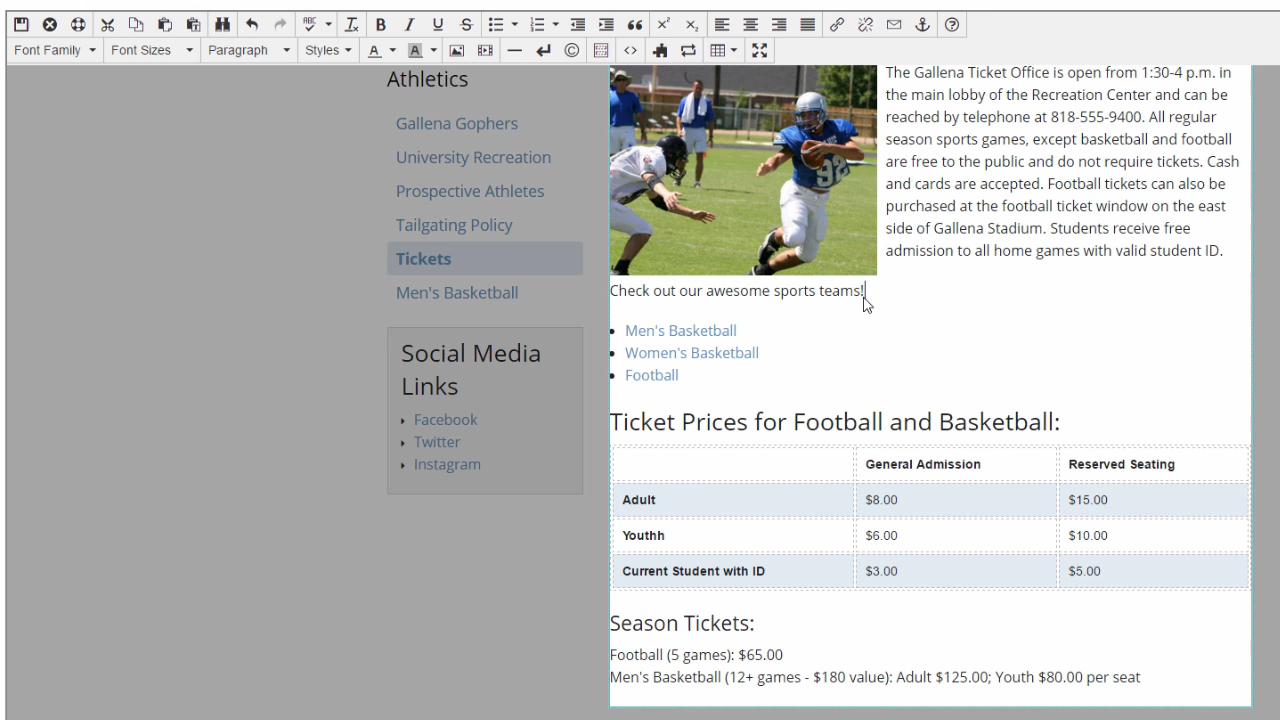 ABC
Font Family
Font Sizes
Paragraph
Styles
A
A
Athletics
Gallena Gophers
University Recreation
Prospective Athletes
Tailgating Policy
Tickets
Men's Basketball
Social Media
Links
Facebook
Twitter
Instagram
92
The Gallena Ticket Office is open from 1:30-4 p.m. in
the main lobby of the Recreation Center and can be
reached by telephone at 818-555-9400. All regular
season sports games, except basketball and football
are free to the public and do not require tickets. Cash
and cards are accepted. Football tickets can also be
purchased at the football ticket window on the east
side of Gallena Stadium. Students receive free
admission to all home games with valid student ID.
Check out our awesome sports teams!
Men's Basketball
Women's Basketball
Football
Ticket Prices for Football and Basketball:
General Admission Reserved Seating
Adult $8.00 $15.00
Youthh $6.00 $10.00
Current Student with ID $3.00 $5.00
Season Tickets:
Football (5 games): $65.00
Men's Basketball (12+ games - $180 value): Adult $125.00; Youth $80.00 per seat